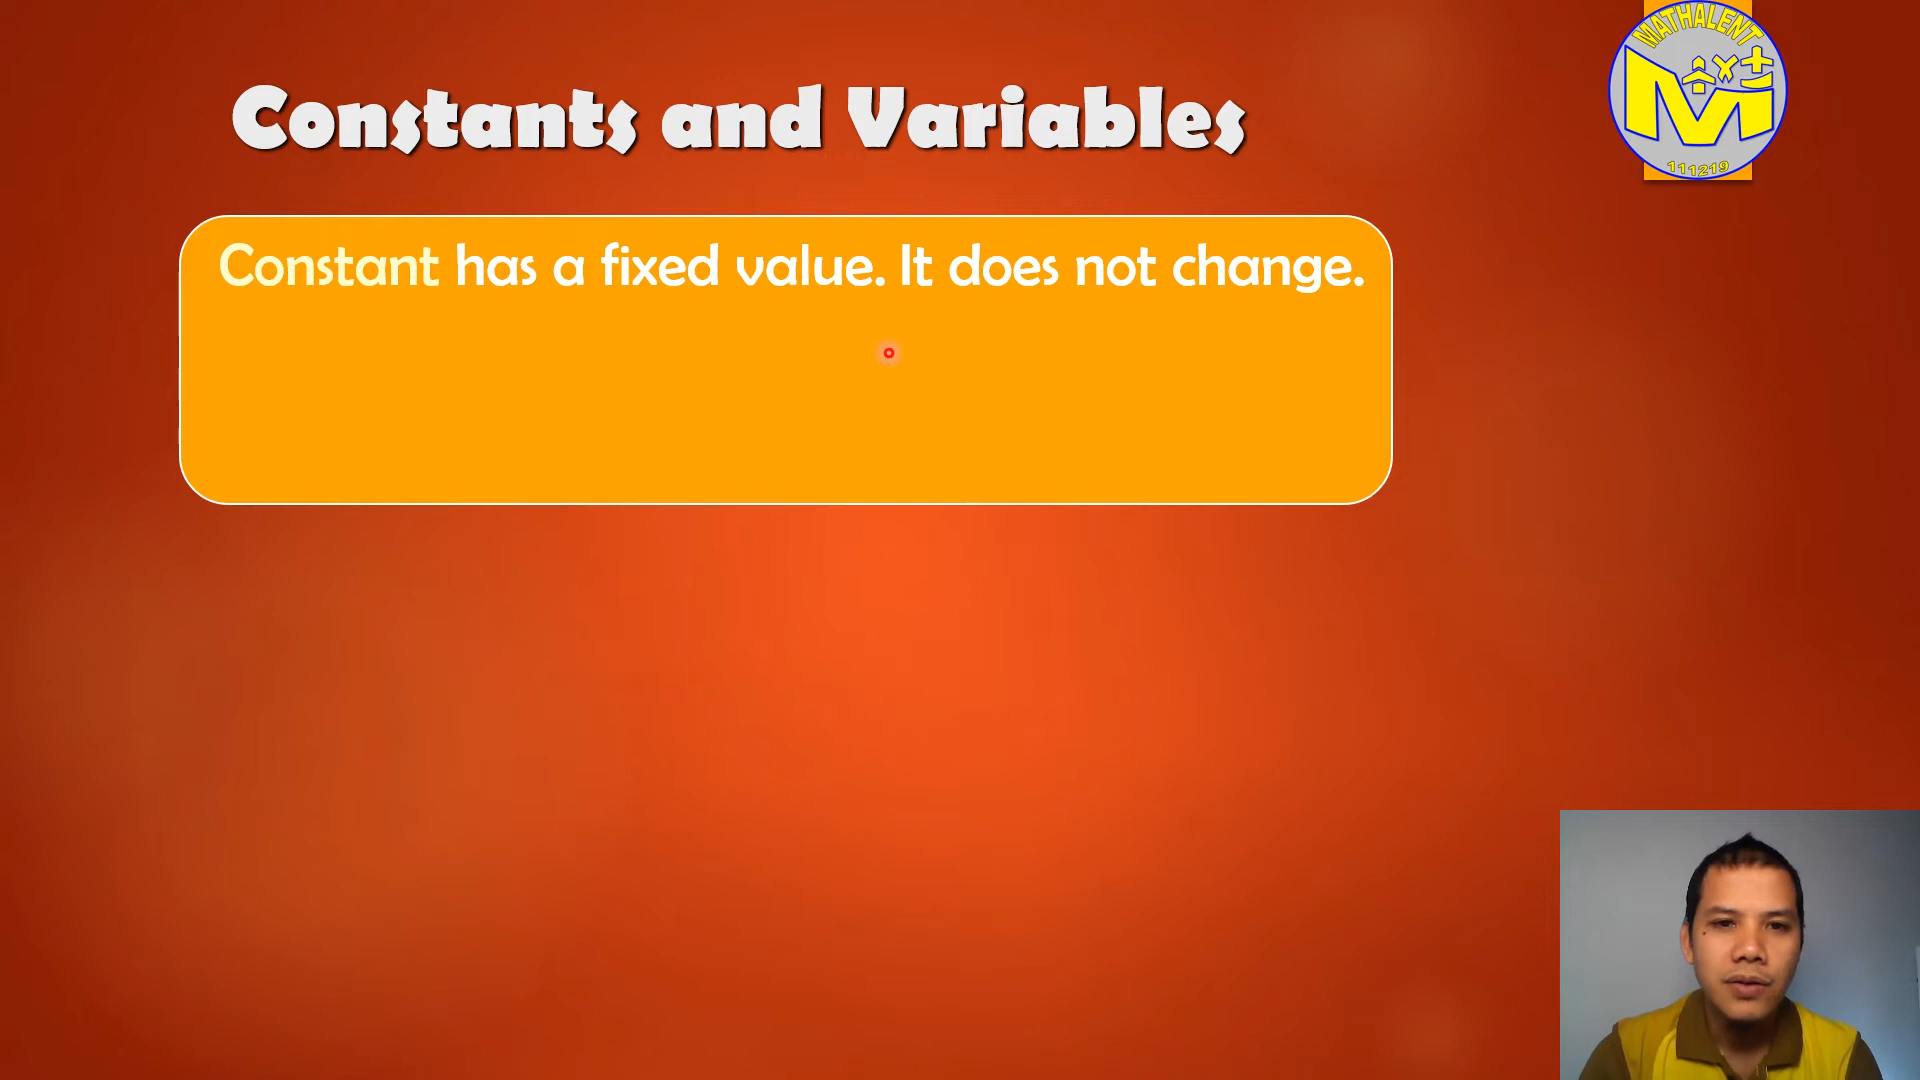 MATHALENT
M
111219
Constants and Variables
Constant has a fixed value. It does not change.